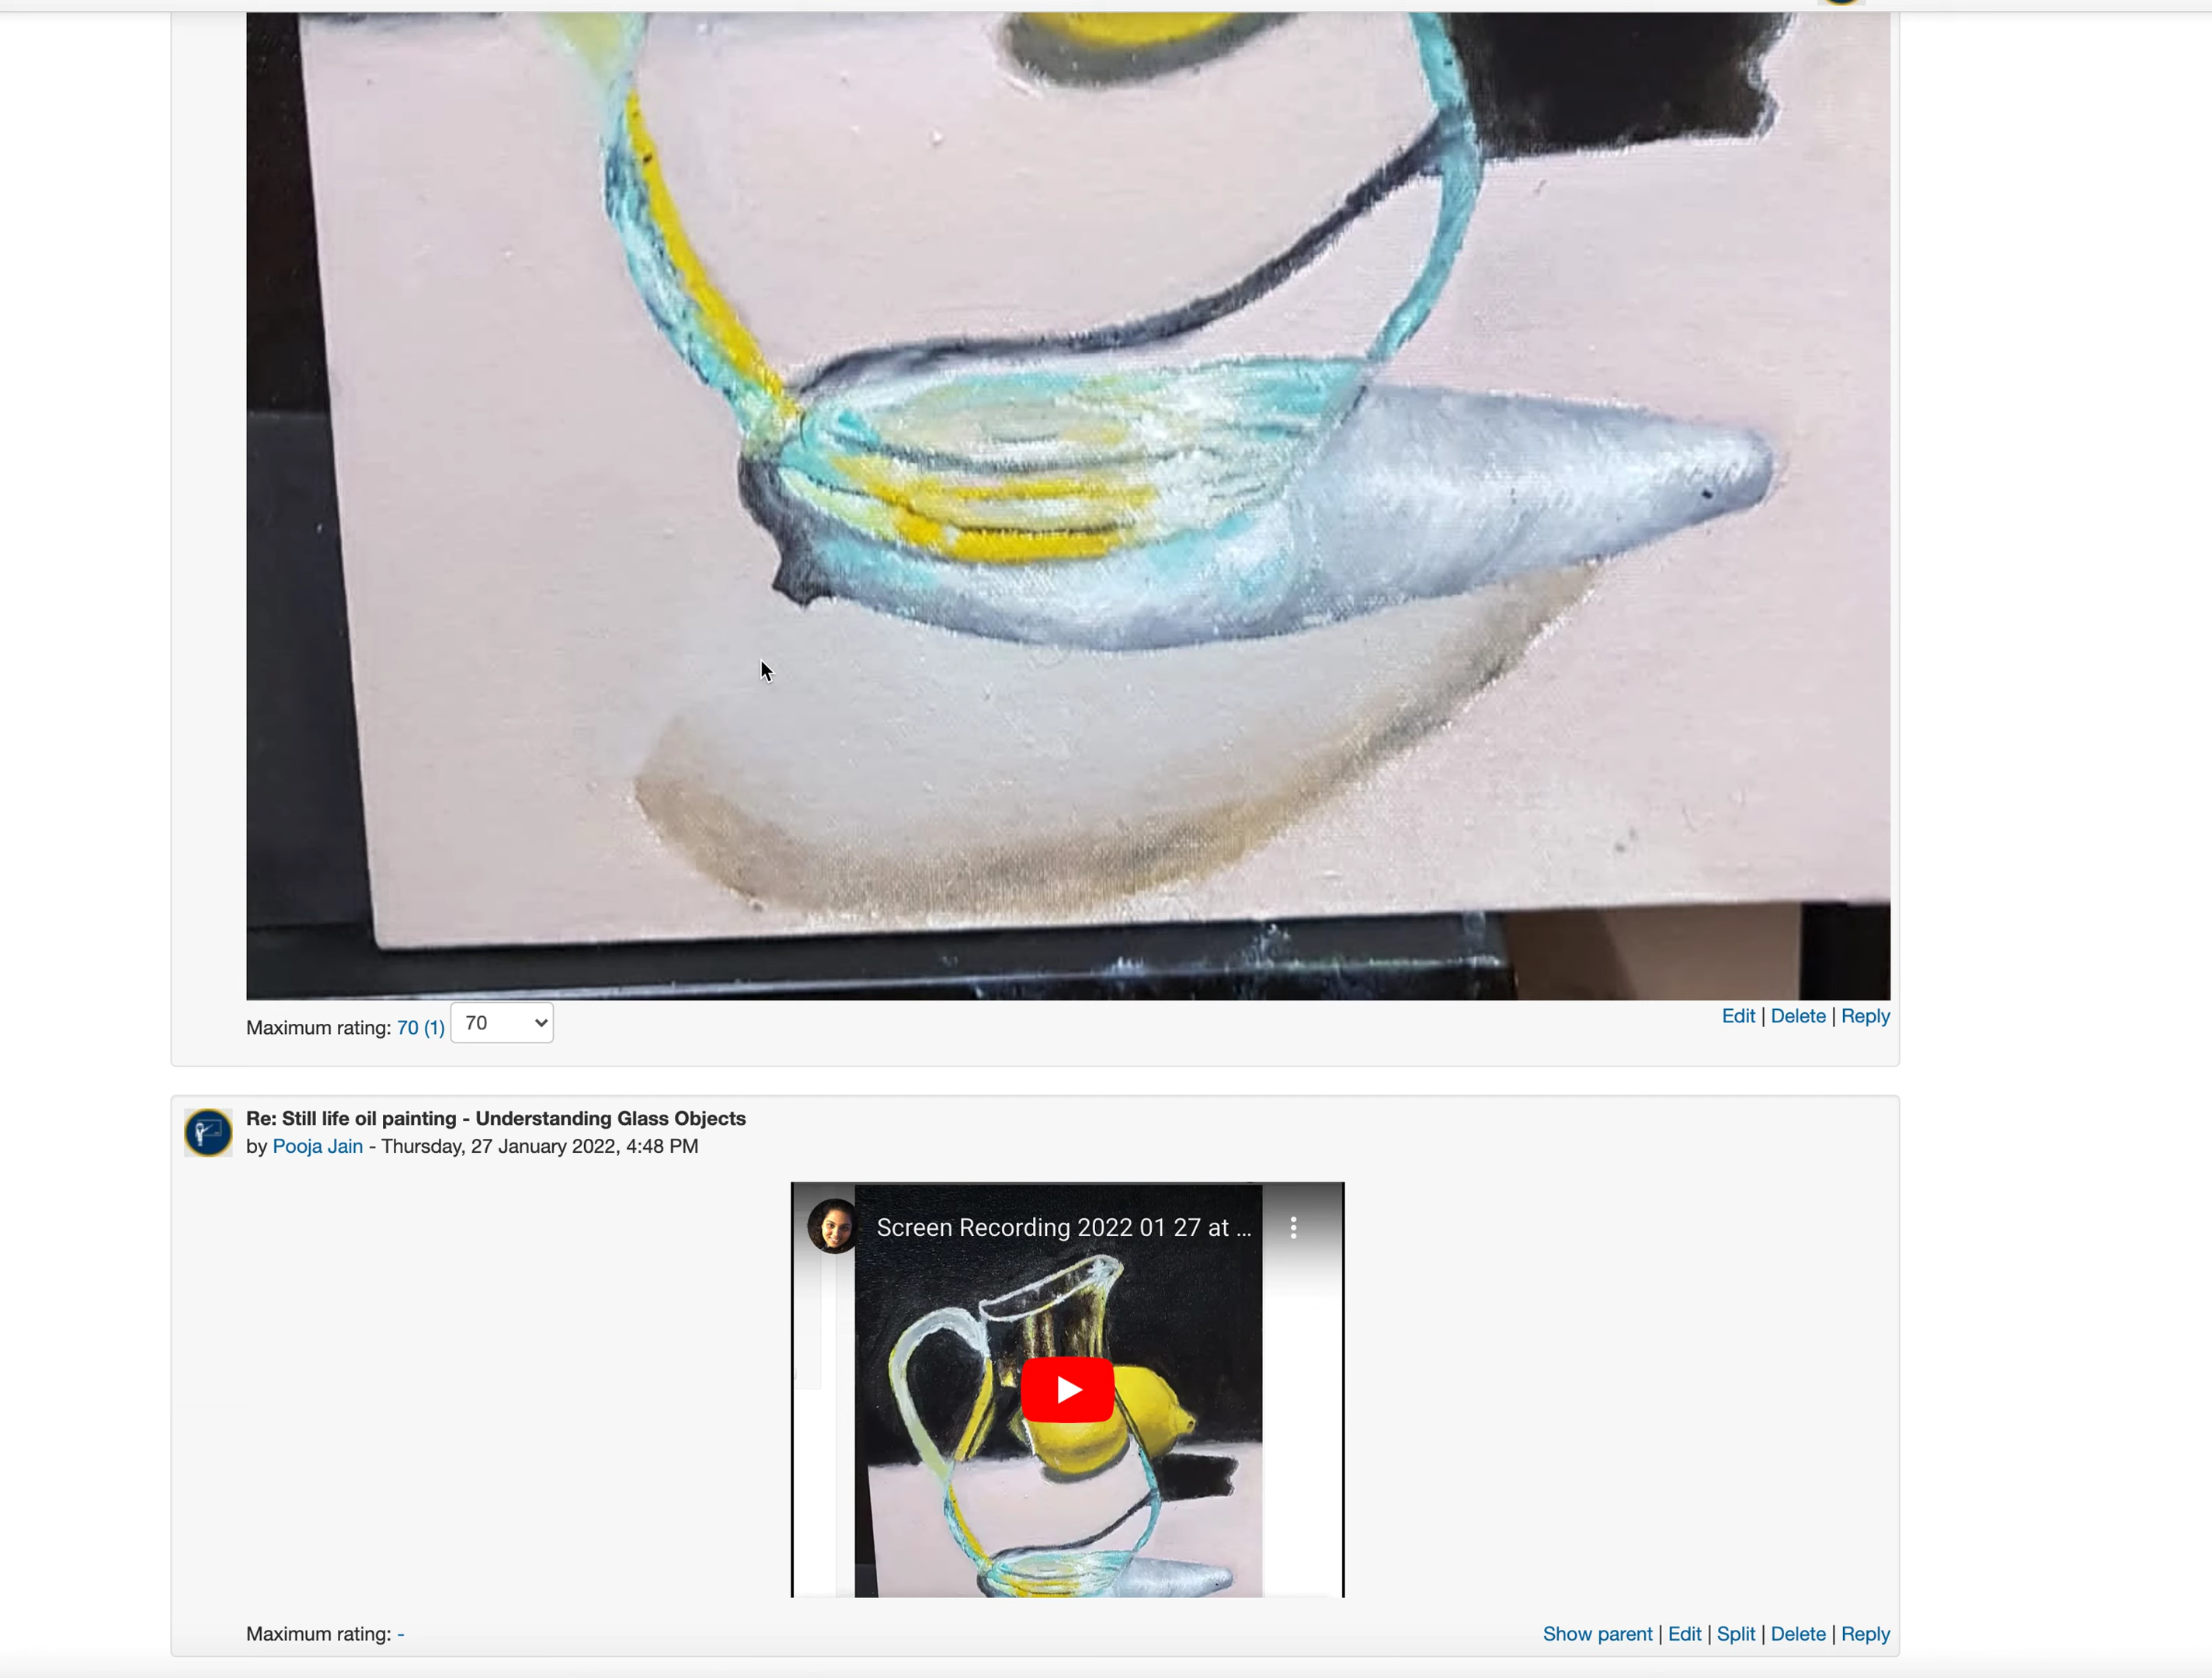 Maximum rating: 70 (1) 70
Edit | Delete | Reply
Re: Still life oil painting - Understanding Glass Objects
by Pooja Jain - Thursday, 27 January 2022, 4:48 PM
Screen Recording 2022 01 27 at ...
Maximum rating: -
Show parent | Edit | Split | Delete | Reply